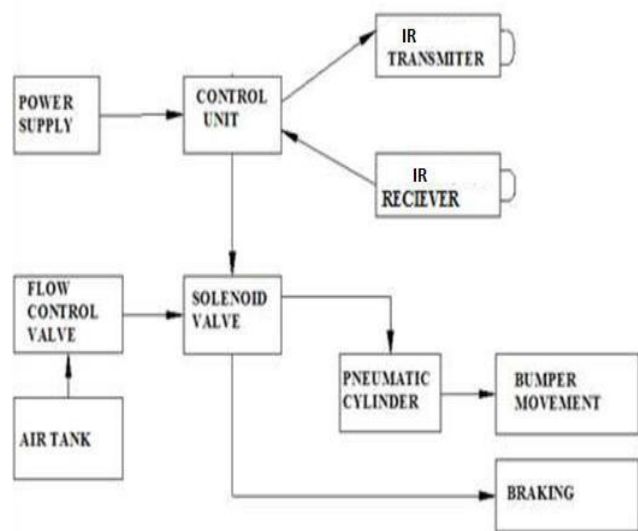 IR
TRANSMITER
POWER
SUPPLY
CONTROL
UNIT
IR
RECIEVER
FLOW
CONTROL
VALVE
SOLENOID
VALVE
PNEUMATIC
CYLINDER
BUMPER
MOVEMENT
AIR TANK
BRAKING